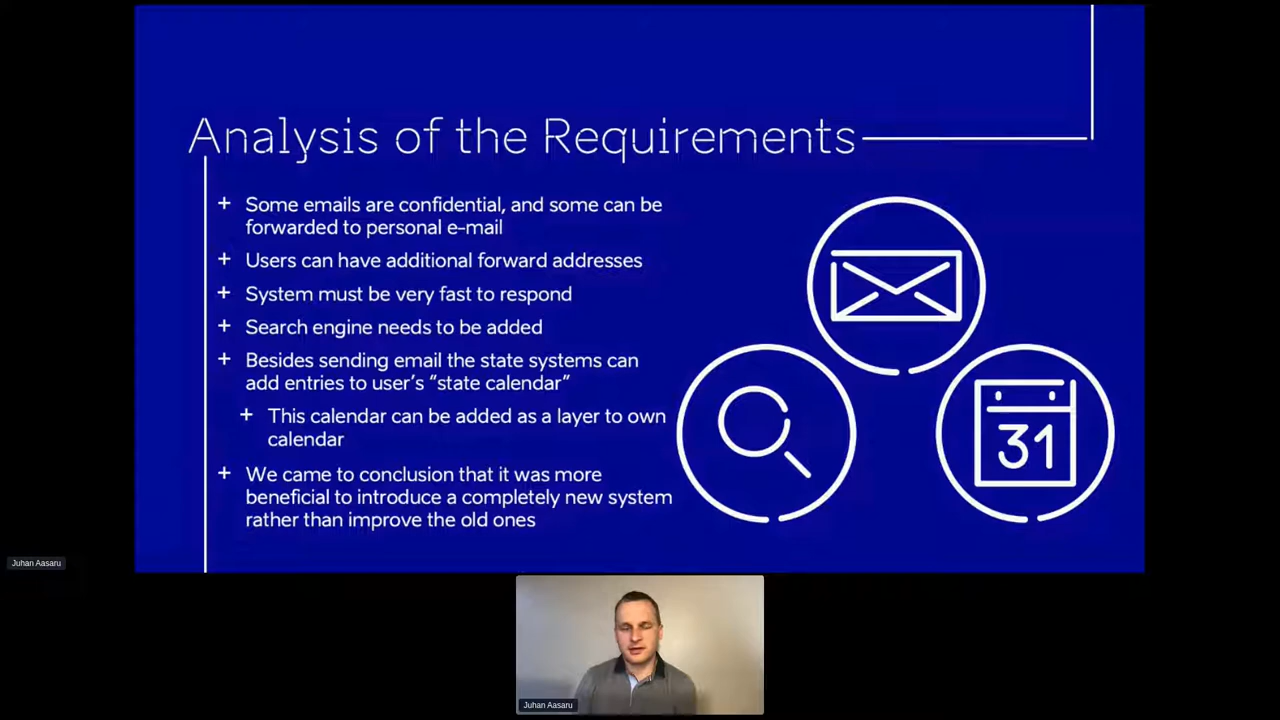 Analysis of the Requirements
+ Some emails are confidential, and some can be
forwarded to personal e-mail
+ Users can have additional forward addresses
+ System must be very fast to respond
+ Search engine needs to be added
+ Besides sending email the state systems can
add entries to user's "state calendar"
+ This calendar can be added as a layer to own
calendar
+ We came to conclusion that it was more
beneficial to introduce a completely new system
rather than improve the old ones
31
Juhan Aasaru
Juhan Aasaru